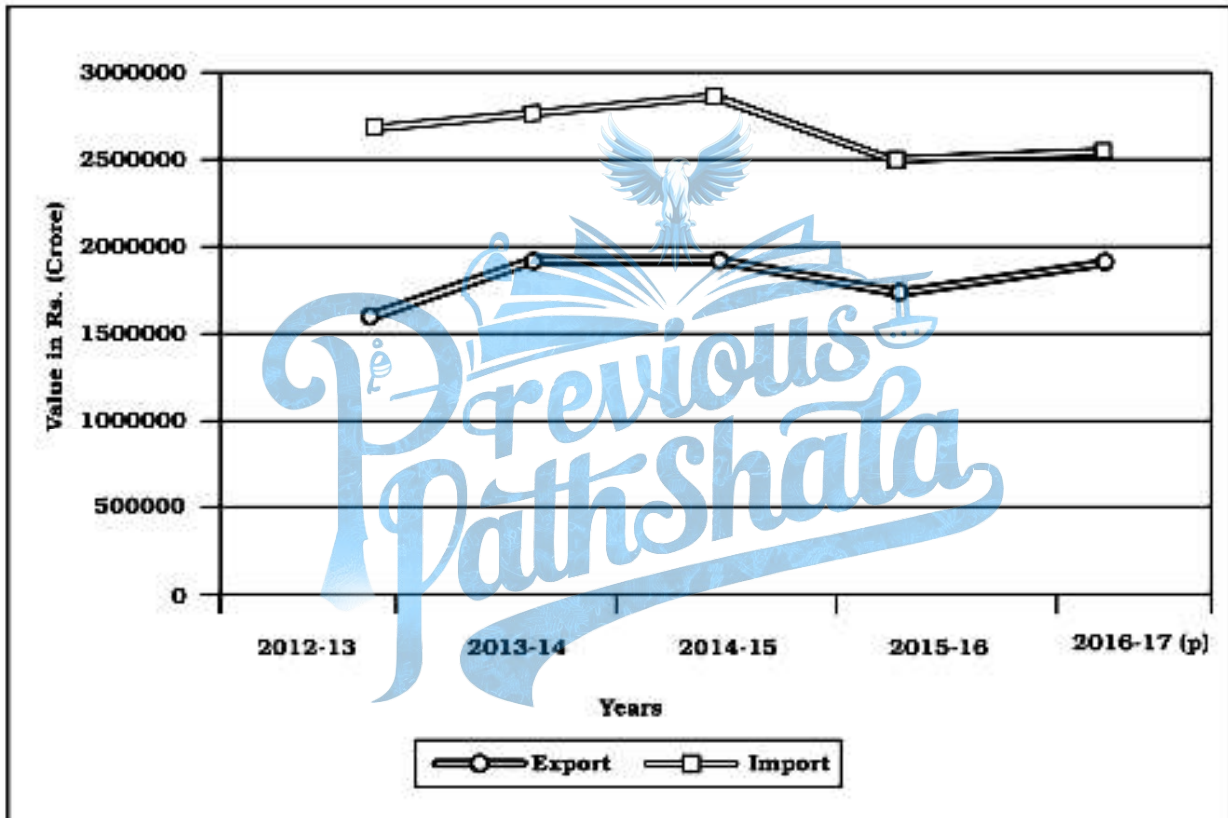 3000000
2500000
2000000
1500000
1000000
500000
0
Value in Rs. (Crore)
2012-13
2013-14
2014-15
2015-16
2016-17 (p)
Years
Export
Import
Previous
PathShala